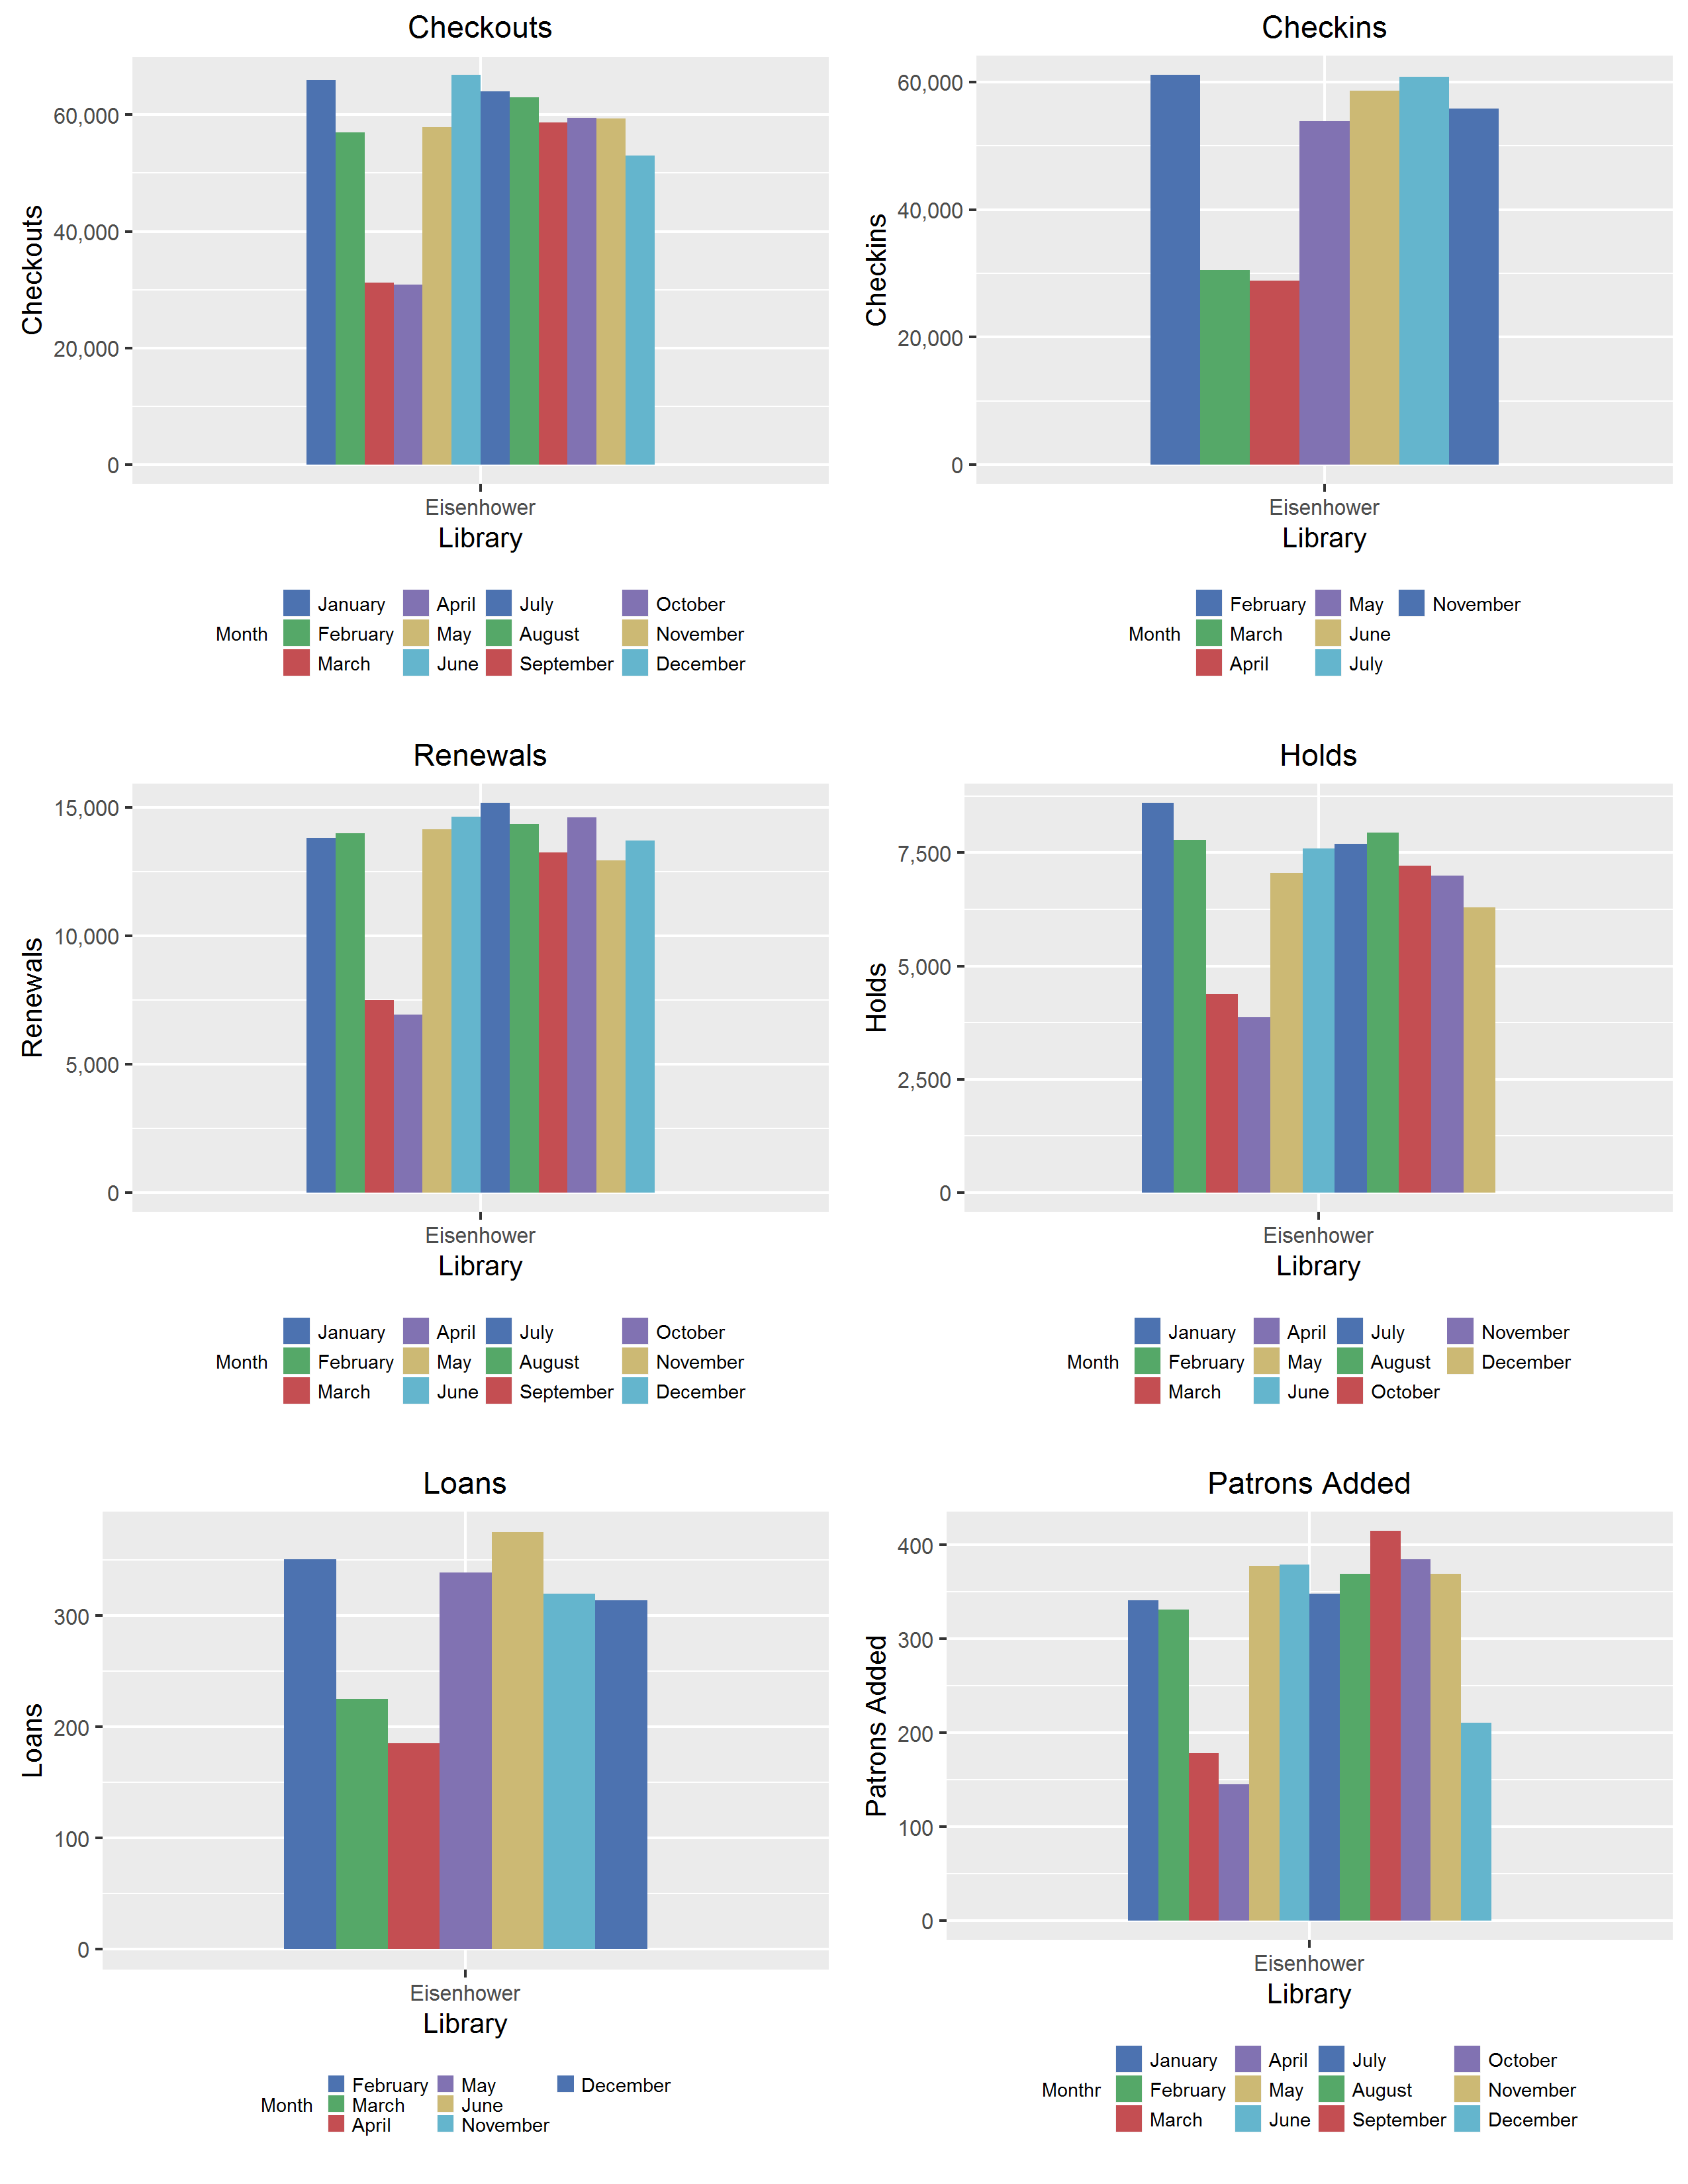 Checkouts
Checkouts
60,000
40,000
20,000
0
Eisenhower
Library
Month
January April July October
February May August November
March June September December
Checkins
Checkins
60,000
40,000
20,000
0
Eisenhower
Library
Month
February May November
March June
April July
Renewals
Renewals
15,000
10,000
5,000
0
Eisenhower
Library
Month
January April July October
February May August November
March June September December
Holds
Holds
7,500
5,000
2,500
0
Eisenhower
Library
Month
January April July November
February May August December
March June October
Loans
Loans
300
200
100
0
Eisenhower
Library
Month
February May December
March June
April November
Patrons Added
Patrons Added
400
300
200
100
0
Eisenhower
Library
Monthr
January April July October
February May August November
March June September December